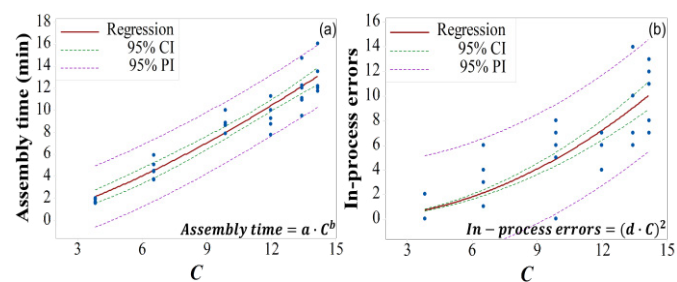 18
16
14
12
10
8
6
4
2
0
Assembly time (min)
Regression
95% CI
95% PI
(a)
Assembly time = a · C^b
3 6 9 12 15
C
16
14
12
10
8
6
4
2
0
In-process errors
Regression
95% CI
95% PI
(b)
In − process errors = (d · C)²
3 6 9 12 15
C